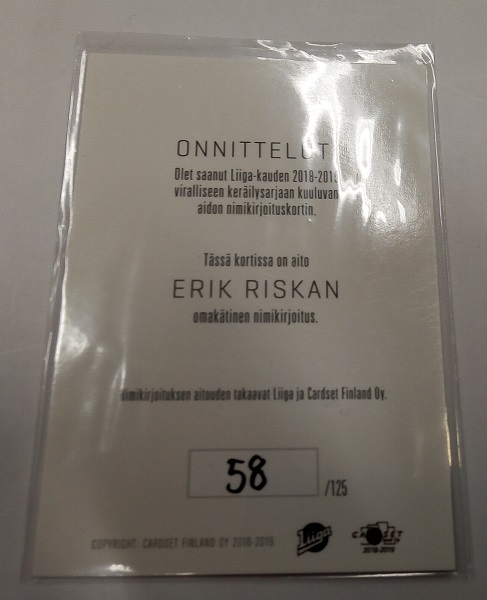 ONNITTELUT
Olet saanut Liiga-kauden 2018-2019
viralliseen keräilysarjaan kuuluvan
aidon nimikirjoituskortin.
Tässä kortissa on aito
ERIK RISKAN
omakätinen nimikirjoitus.
Nimikirjoituksen aitouden takaavat Liiga ja Cardset Finland Oy.
58 /125
COPYRIGHT: CARDSET FINLAND OY 2018-2019
Liiga
CARDSET
2018-2019